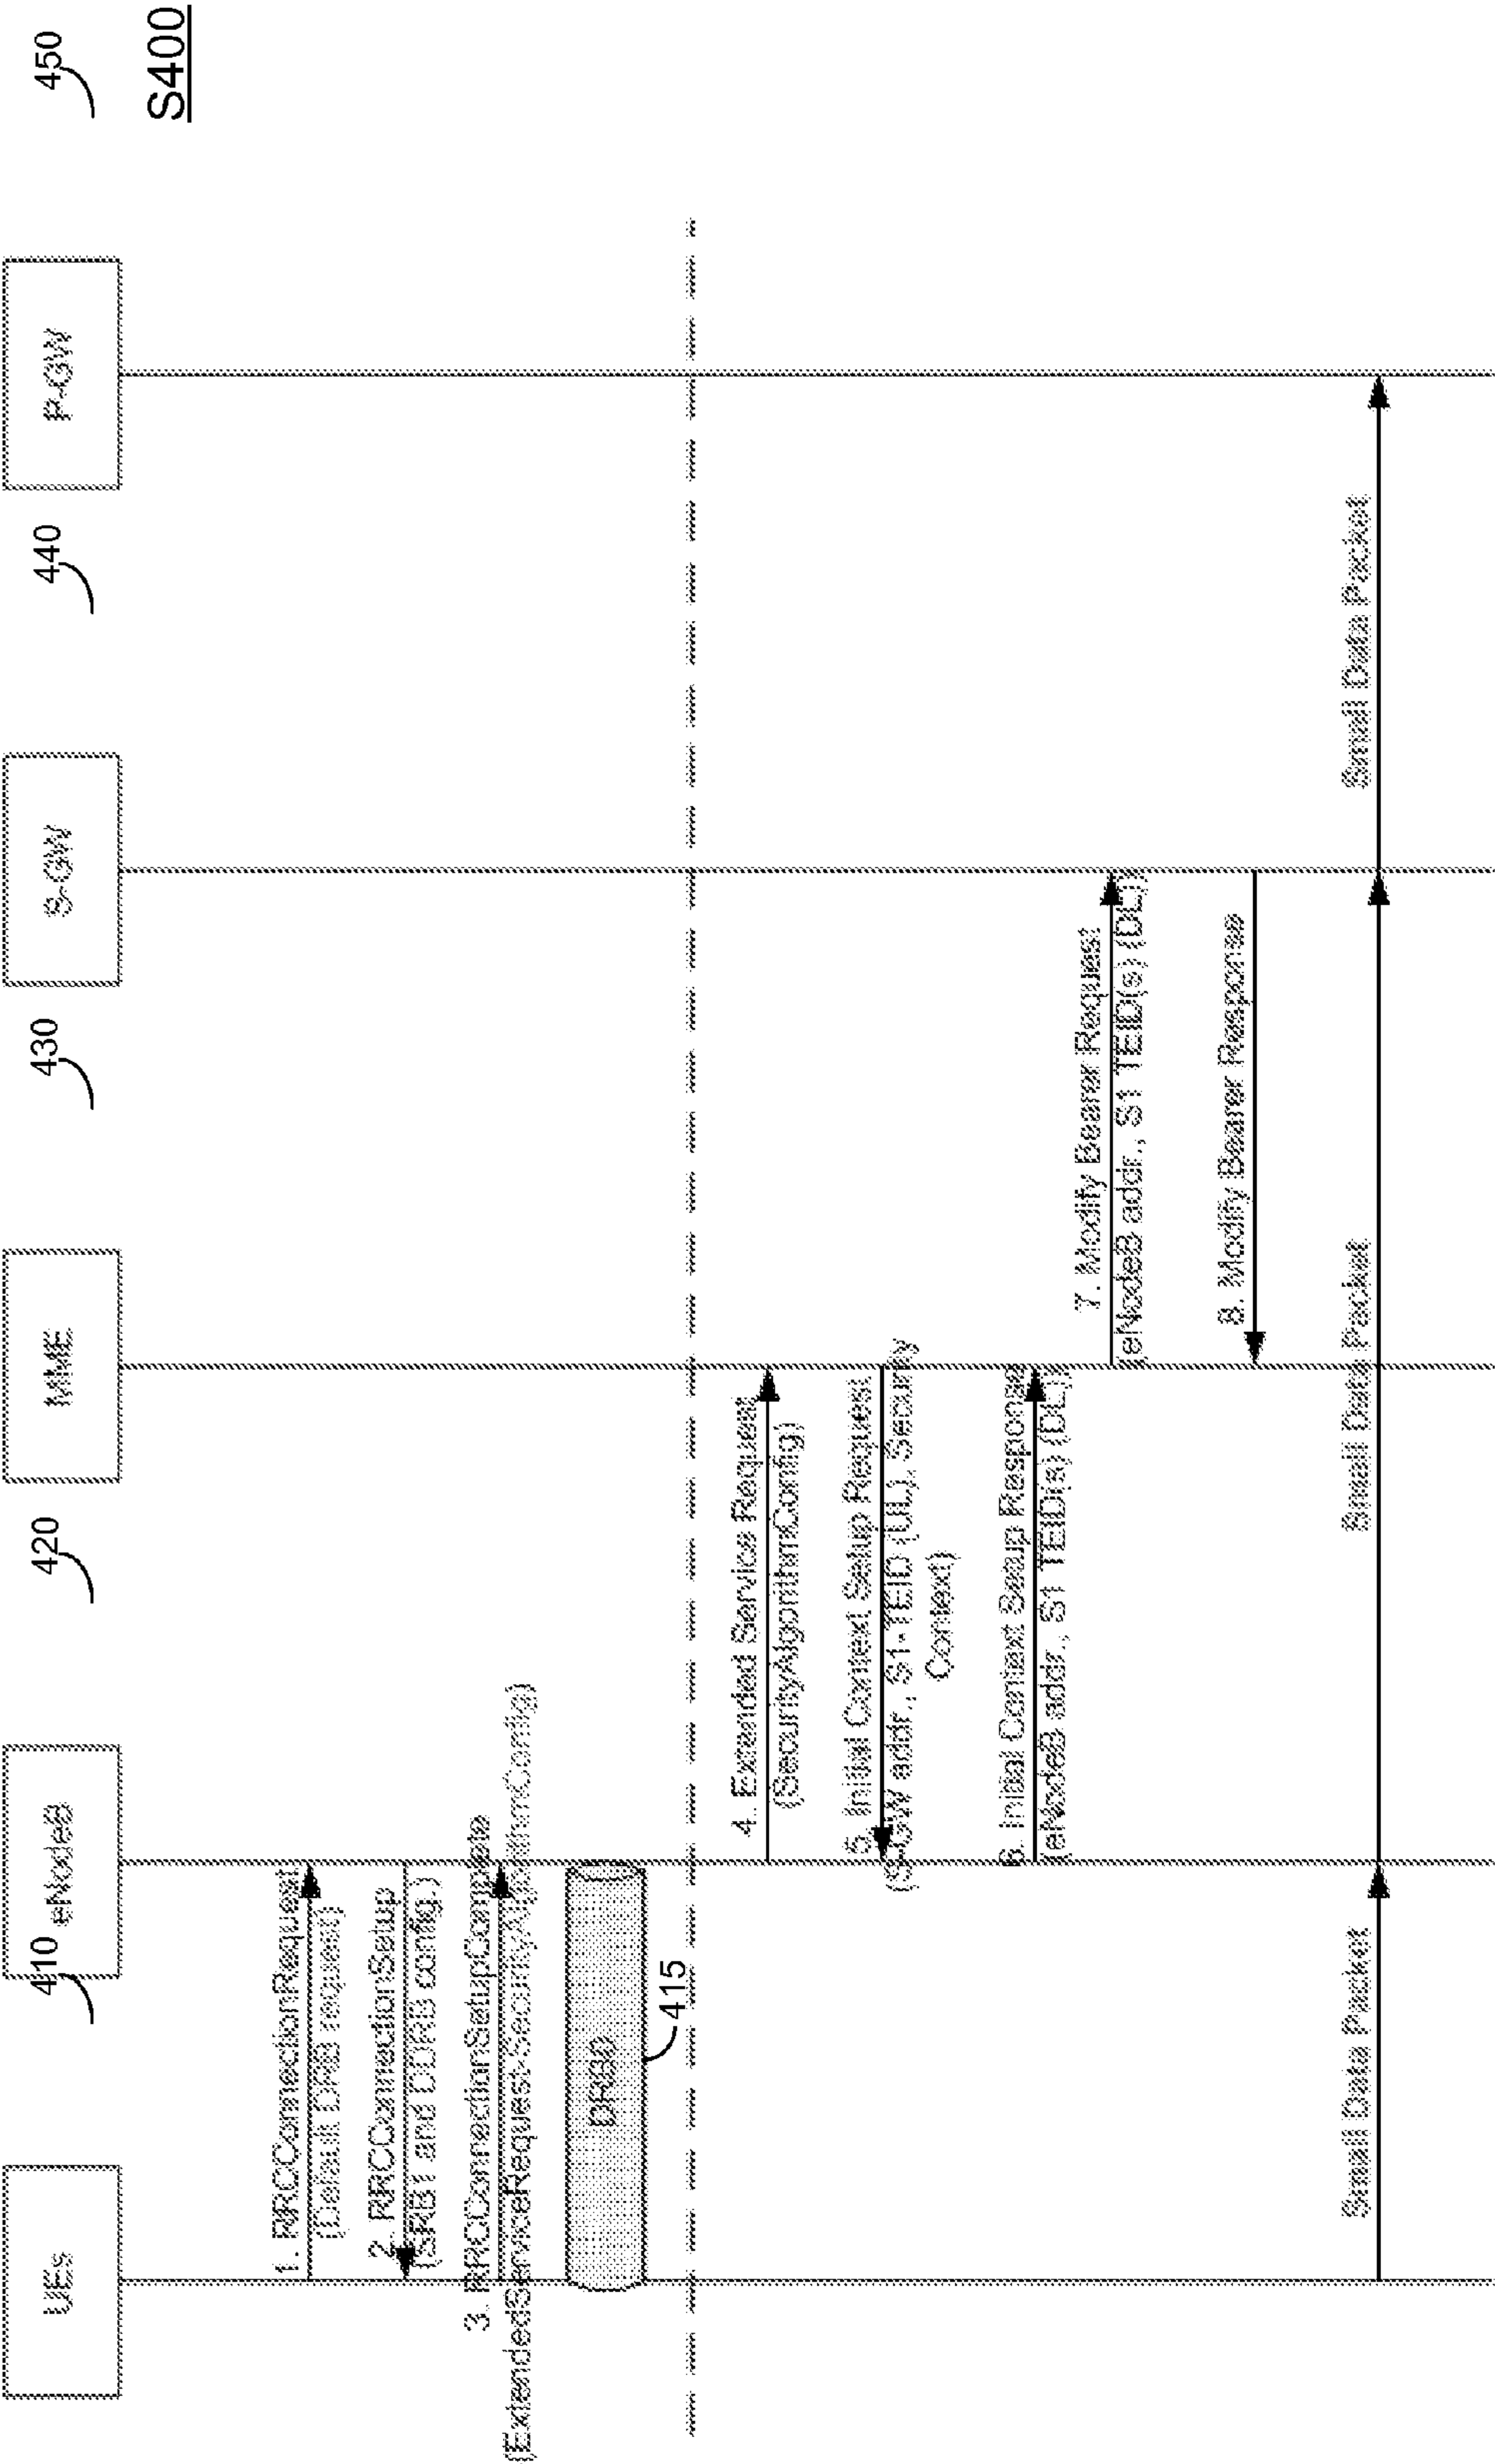 S400
410
420
430
440
450
UEs
eNodeB
MME
S-GW
P-GW
1. RRCConnectionRequest
(Default DRB request)
2. RRCConnectionSetup
(SRB1 and DDRB config.)
3. RRCConnectionSetupComplete
(ExtendedServiceRequest-SecurityAlgorithmConfig)
DRB0
415
4. Extended Service Request
(SecurityAlgorithmConfig)
5. Initial Context Setup Request
(S-GW addr., S1-TEID (UL), Security
Context)
6. Initial Context Setup Response
(eNodeB addr., S1 TEID(s) (DL))
7. Modify Bearer Request
(eNodeB addr., S1 TEID(s) (DL))
8. Modify Bearer Response
Small Data Packet
Small Data Packet
Small Data Packet